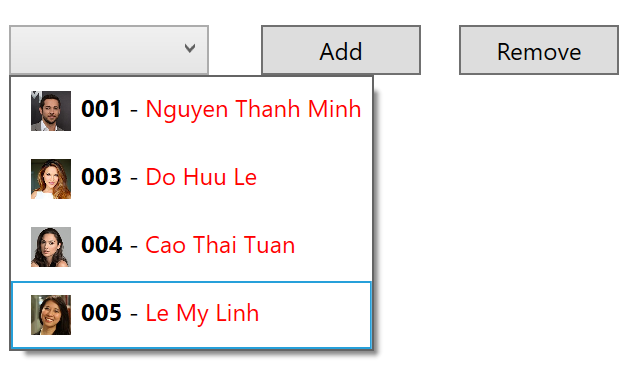 Add Remove
001 - Nguyen Thanh Minh
003 - Do Huu Le
004 - Cao Thai Tuan
005 - Le My Linh